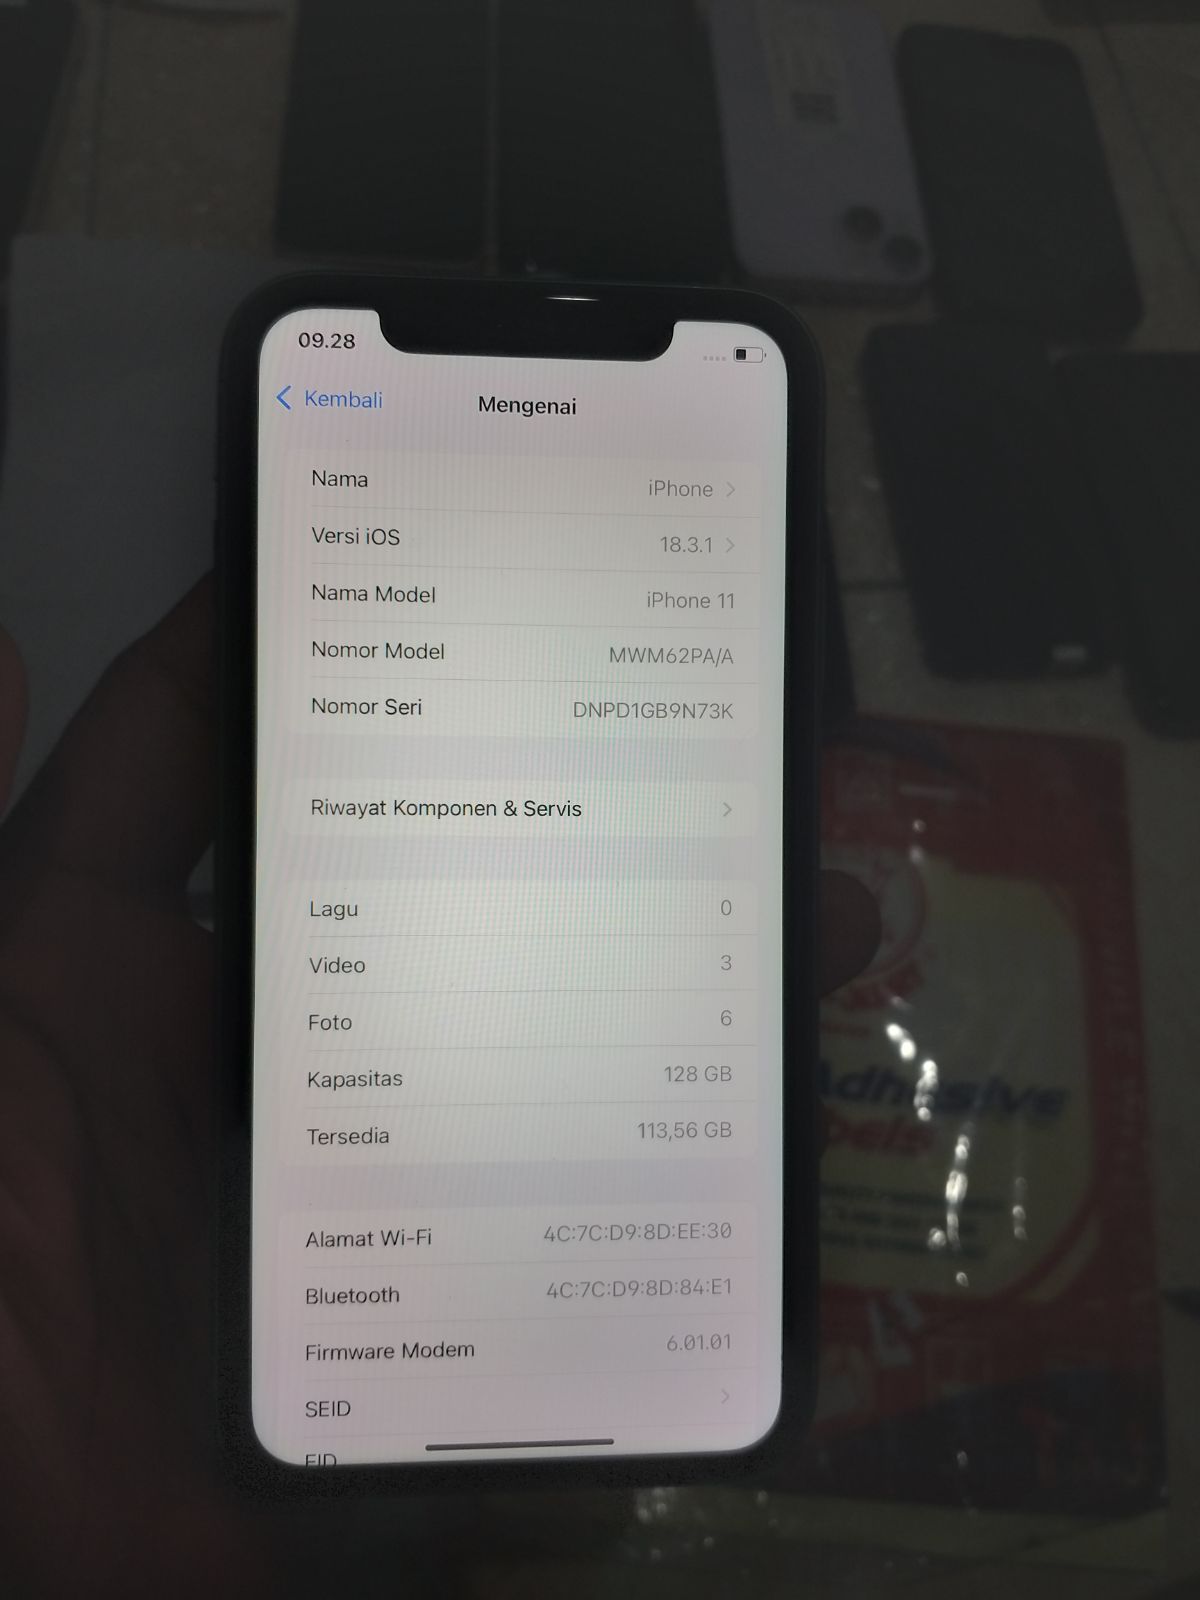 09.28
Kembali
Mengenai
Nama
iPhone
Versi iOS
18.3.1
Nama Model
iPhone 11
Nomor Model
MWM62PA/A
Nomor Seri
DNPD1GB9N73K
Riwayat Komponen & Servis
Lagu
0
Video
3
Foto
6
Kapasitas
128 GB
Tersedia
113,56 GB
Alamat Wi-Fi
4C:7C:D9:8D:EE:30
Bluetooth
4C:7C:D9:8D:84:E1
Firmware Modem
6.01.01
SEID
EID
Adhesive